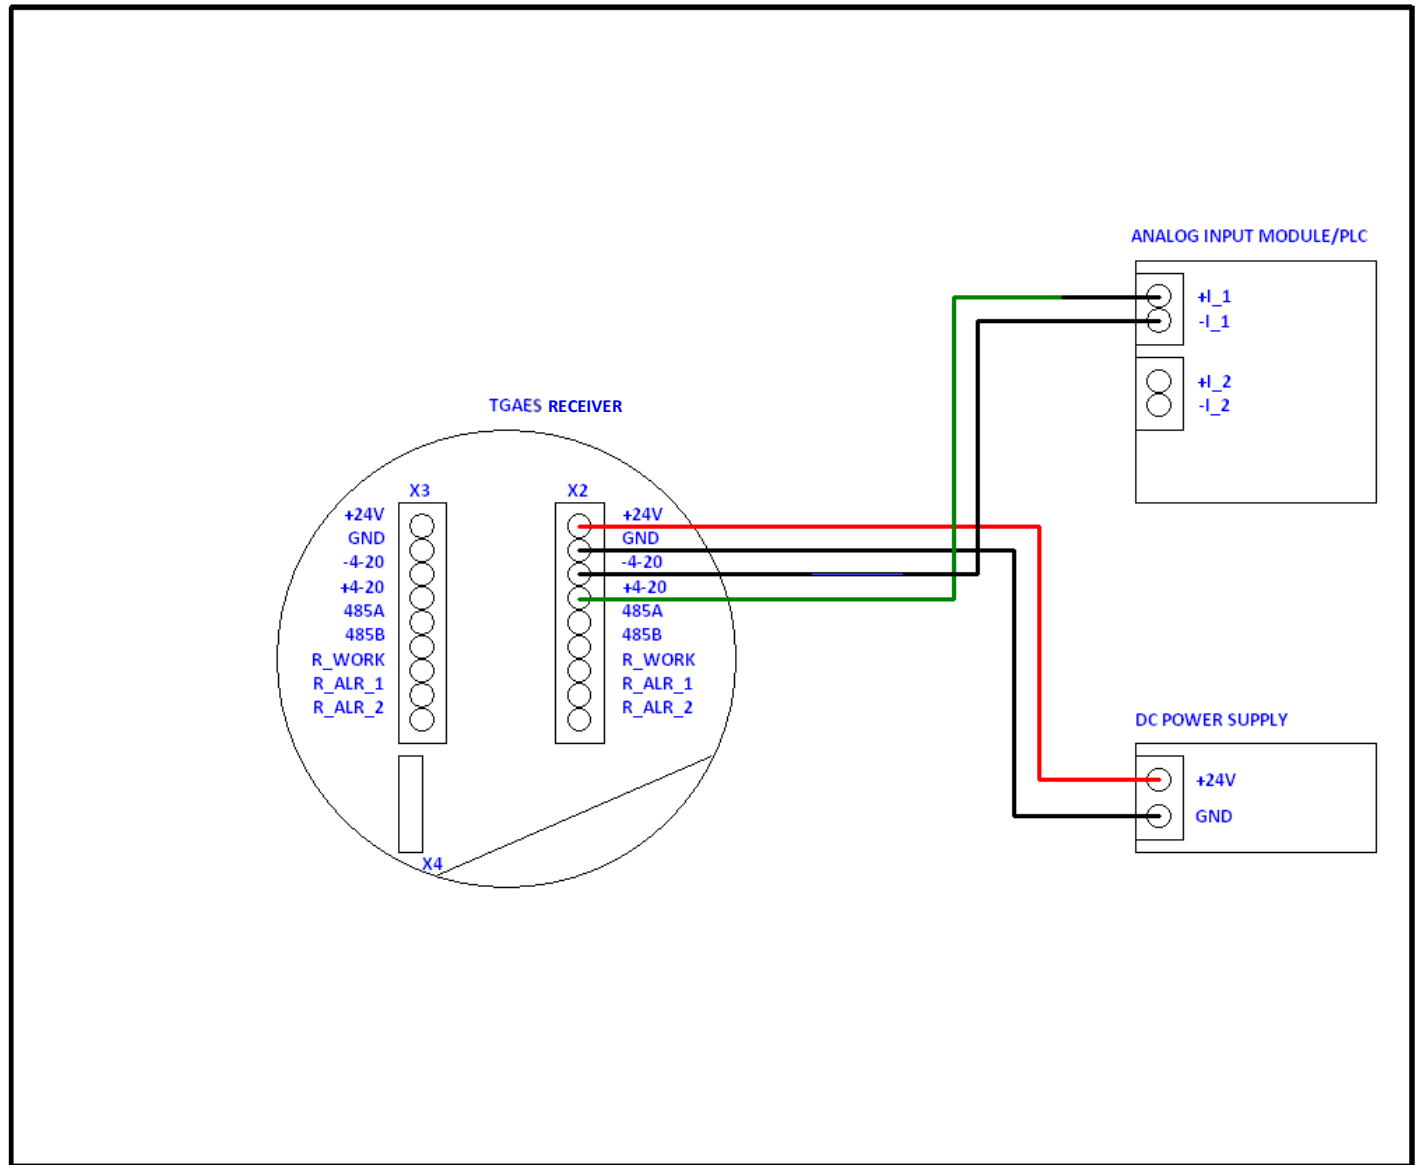 ANALOG INPUT MODULE/PLC
+I_1
-I_1
+I_2
-I_2
TGAES RECEIVER
X3
+24V
GND
-4-20
+4-20
485A
485B
R_WORK
R_ALR_1
R_ALR_2
X2
+24V
GND
-4-20
+4-20
485A
485B
R_WORK
R_ALR_1
R_ALR_2
X4
DC POWER SUPPLY
+24V
GND